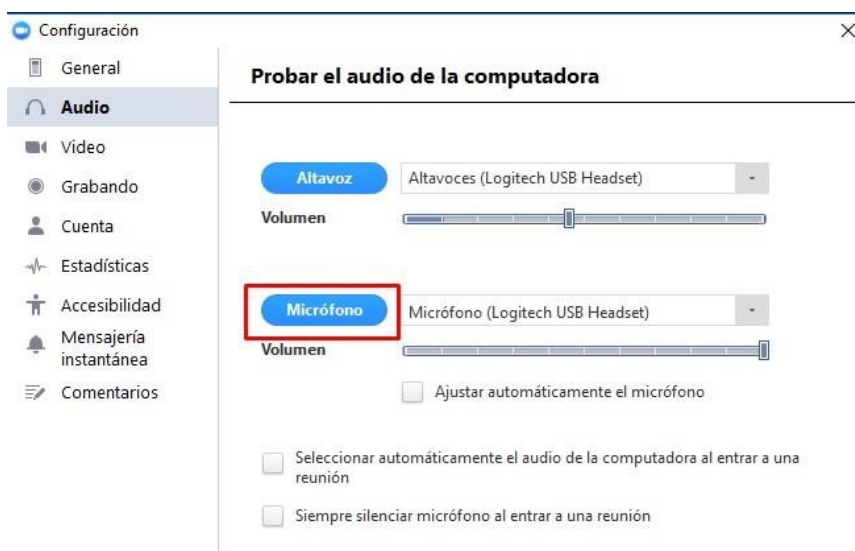 Configuración
General
Audio
Video
Grabando
Cuenta
Estadísticas
Accesibilidad
Mensajería
instantánea
Comentarios
Probar el audio de la computadora
Altavoz
Altavoces (Logitech USB Headset)
Volumen
Micrófono
Micrófono (Logitech USB Headset)
Volumen
Ajustar automáticamente el micrófono
Seleccionar automáticamente el audio de la computadora al entrar a una
reunión
Siempre silenciar micrófono al entrar a una reunión